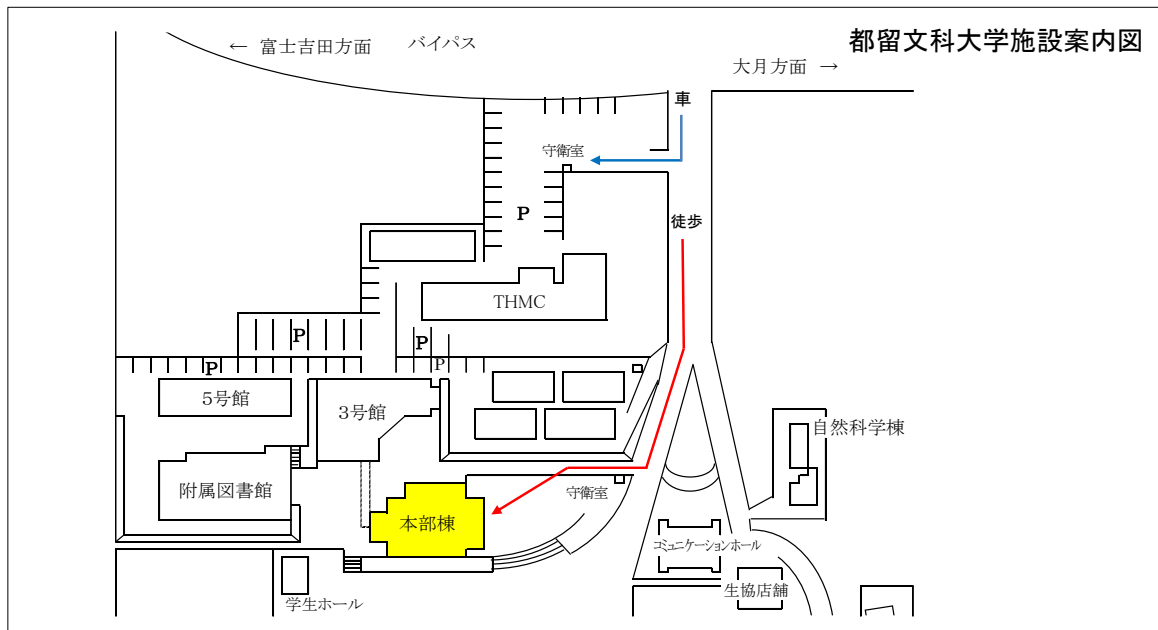 都留文科大学施設案内図
← 富士吉田方面 バイパス
大月方面 →
車
守衛室
P
徒歩
THMC
P
P
P
P
5号館
3号館
自然科学棟
附属図書館
守衛室
本部棟
コミュニケーションホール
生協店舗
学生ホール